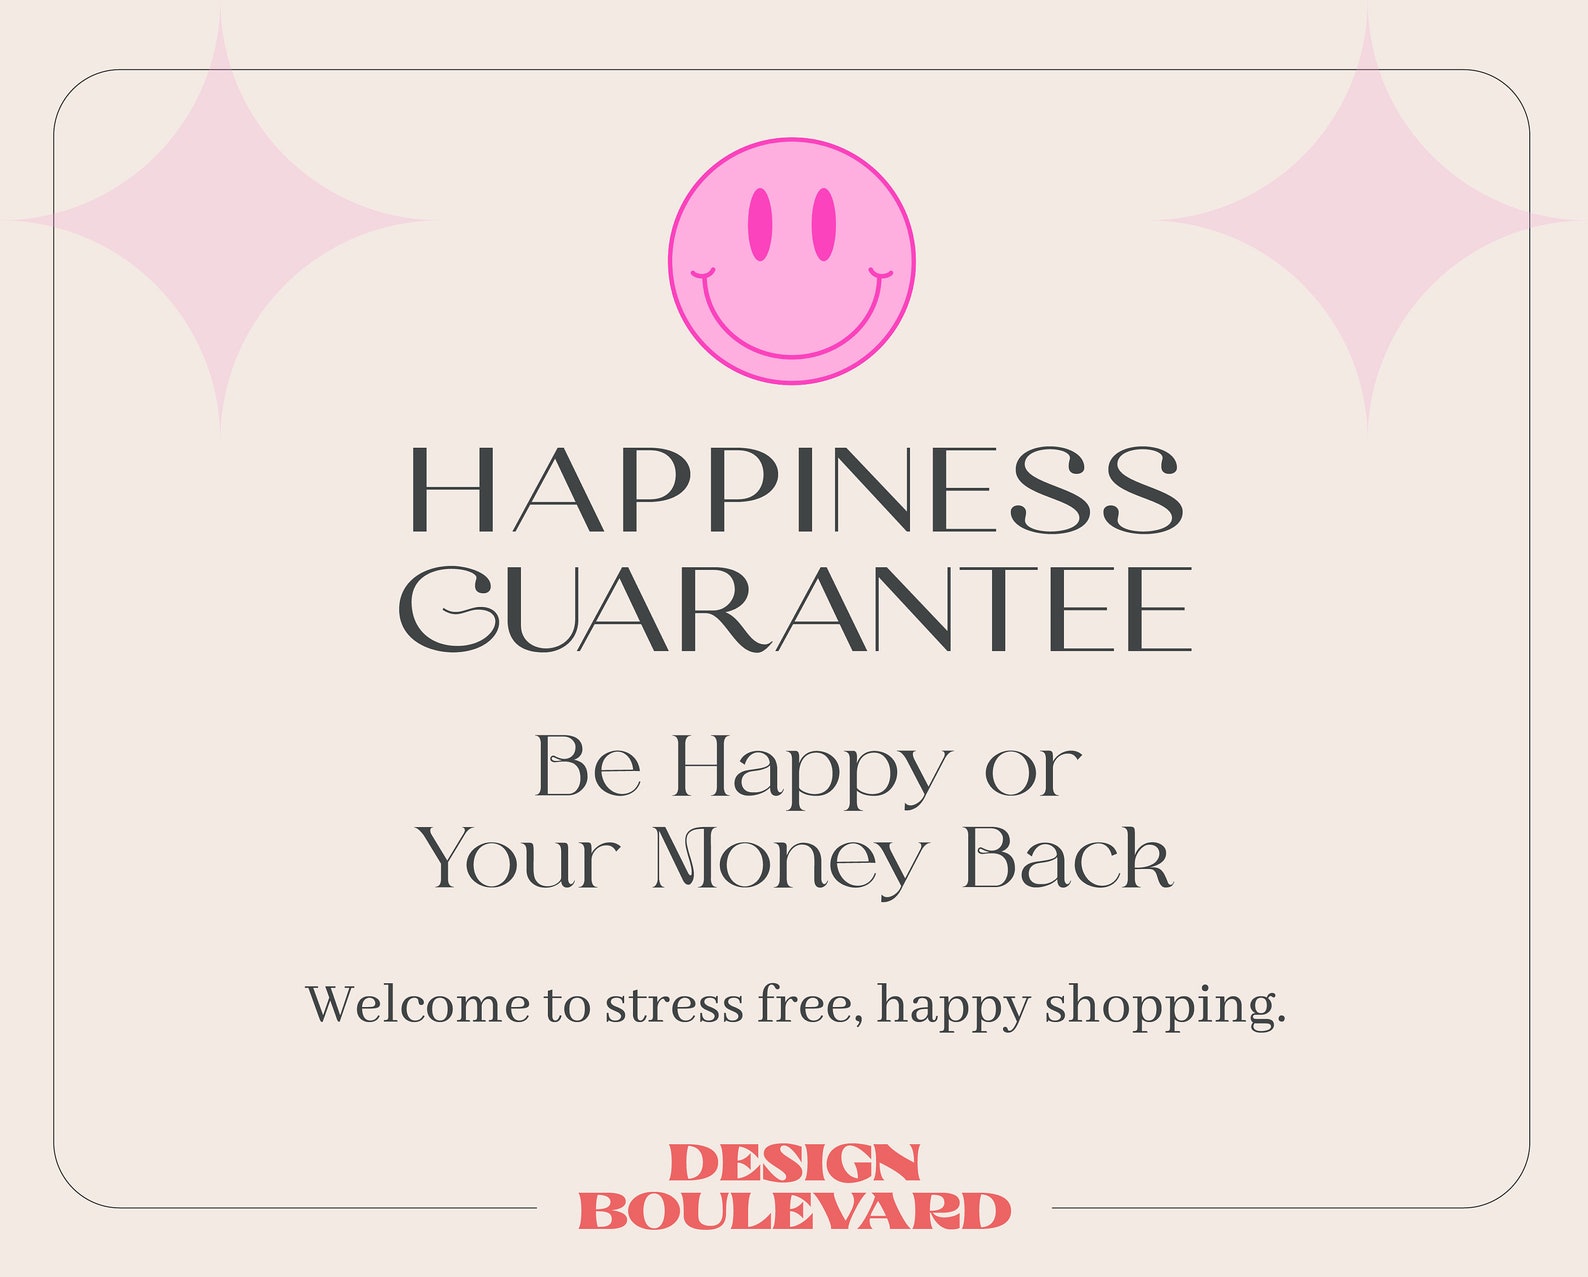 HAPPINESS
GUARANTEE
Be Happy or
Your Money Back
Welcome to stress free, happy shopping.
DESIGN
BOULEVARD